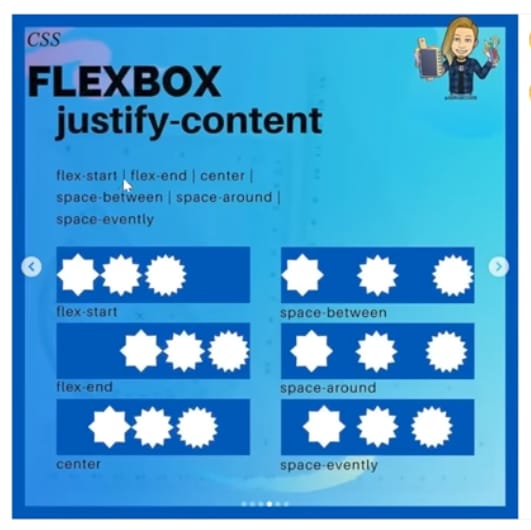 CSS
FLEXBOX
justify-content
flex-start | flex-end | center |
space-between | space-around |
space-evently
flex-start
space-between
flex-end
space-around
center
space-evently